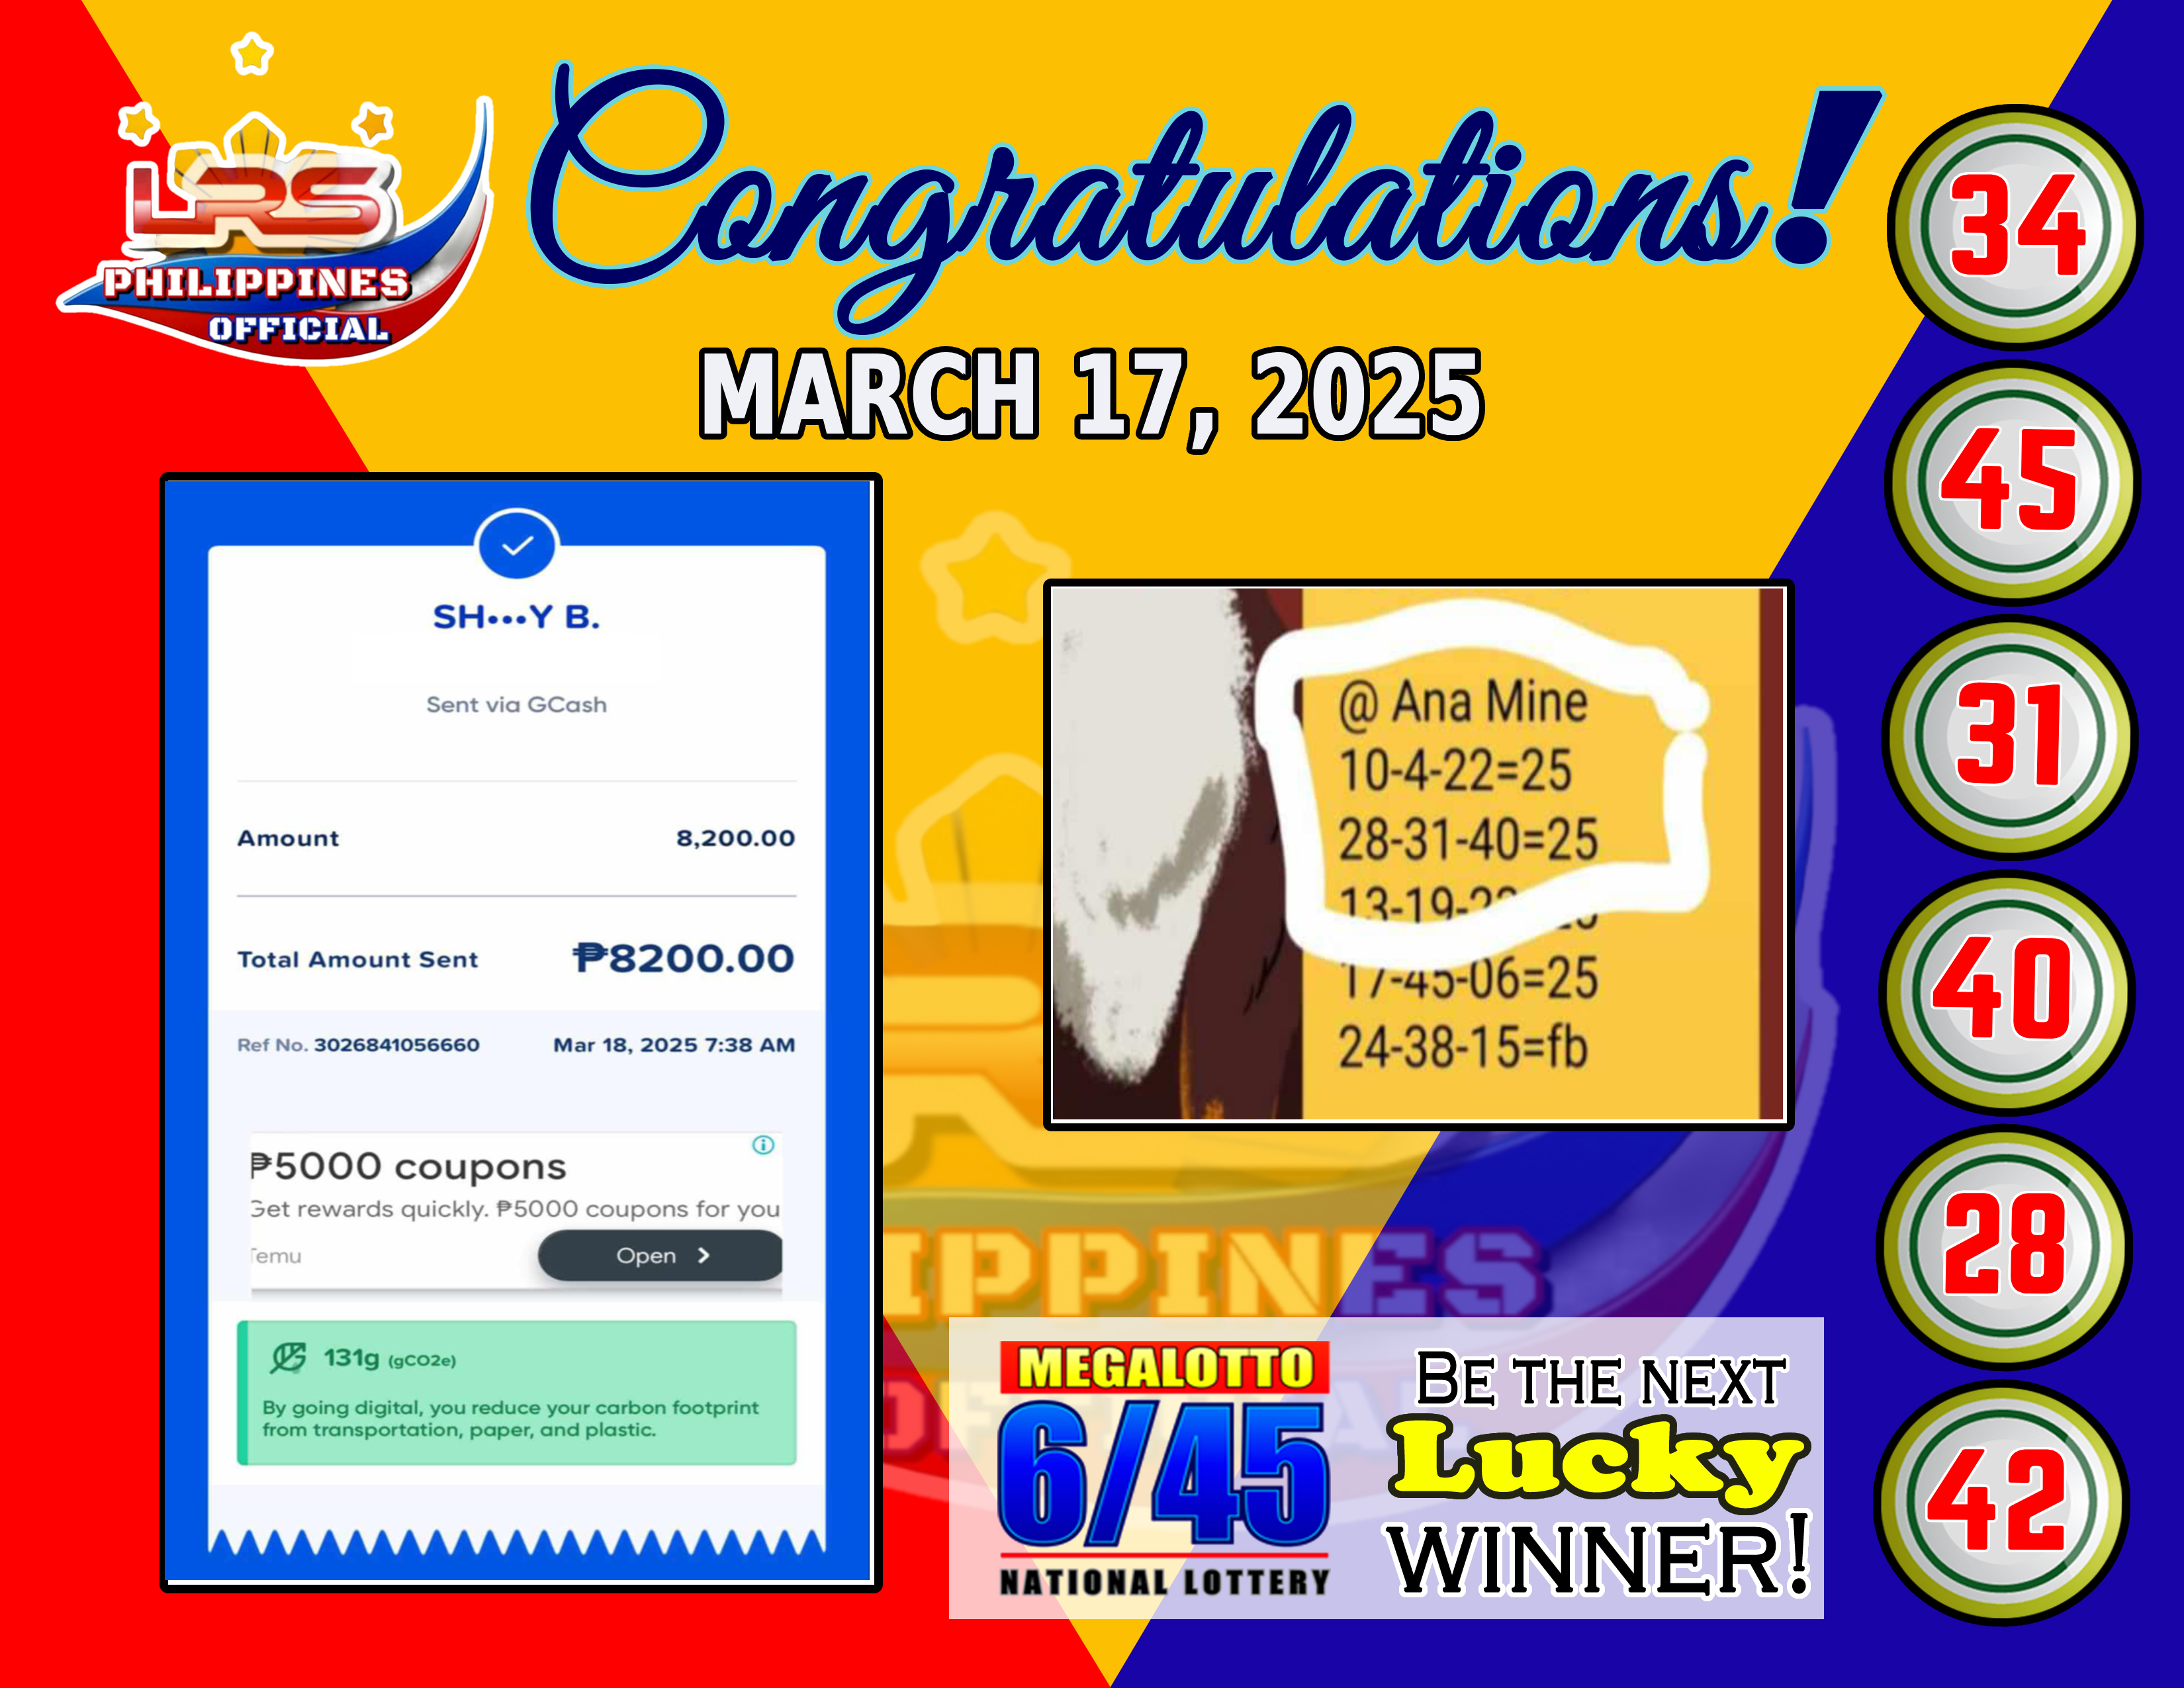 LRS
PHILIPPINES
OFFICIAL
Congratulations!
MARCH 17, 2025
SH•••Y B.
Sent via GCash
Amount 8,200.00
Total Amount Sent ₱8200.00
Ref No. 3026841056660 Mar 18, 2025 7:38 AM
₱5000 coupons
Get rewards quickly. ₱5000 coupons for you
Temu
Open >
131g (gCO2e)
By going digital, you reduce your carbon footprint
from transportation, paper, and plastic.
@ Ana Mine
10-4-22=25
28-31-40=25
13-19-
17-45-06=25
24-38-15=fb
MEGALOTTO
6/45
NATIONAL LOTTERY
BE THE NEXT
Lucky
WINNER!
34
45
31
40
28
42